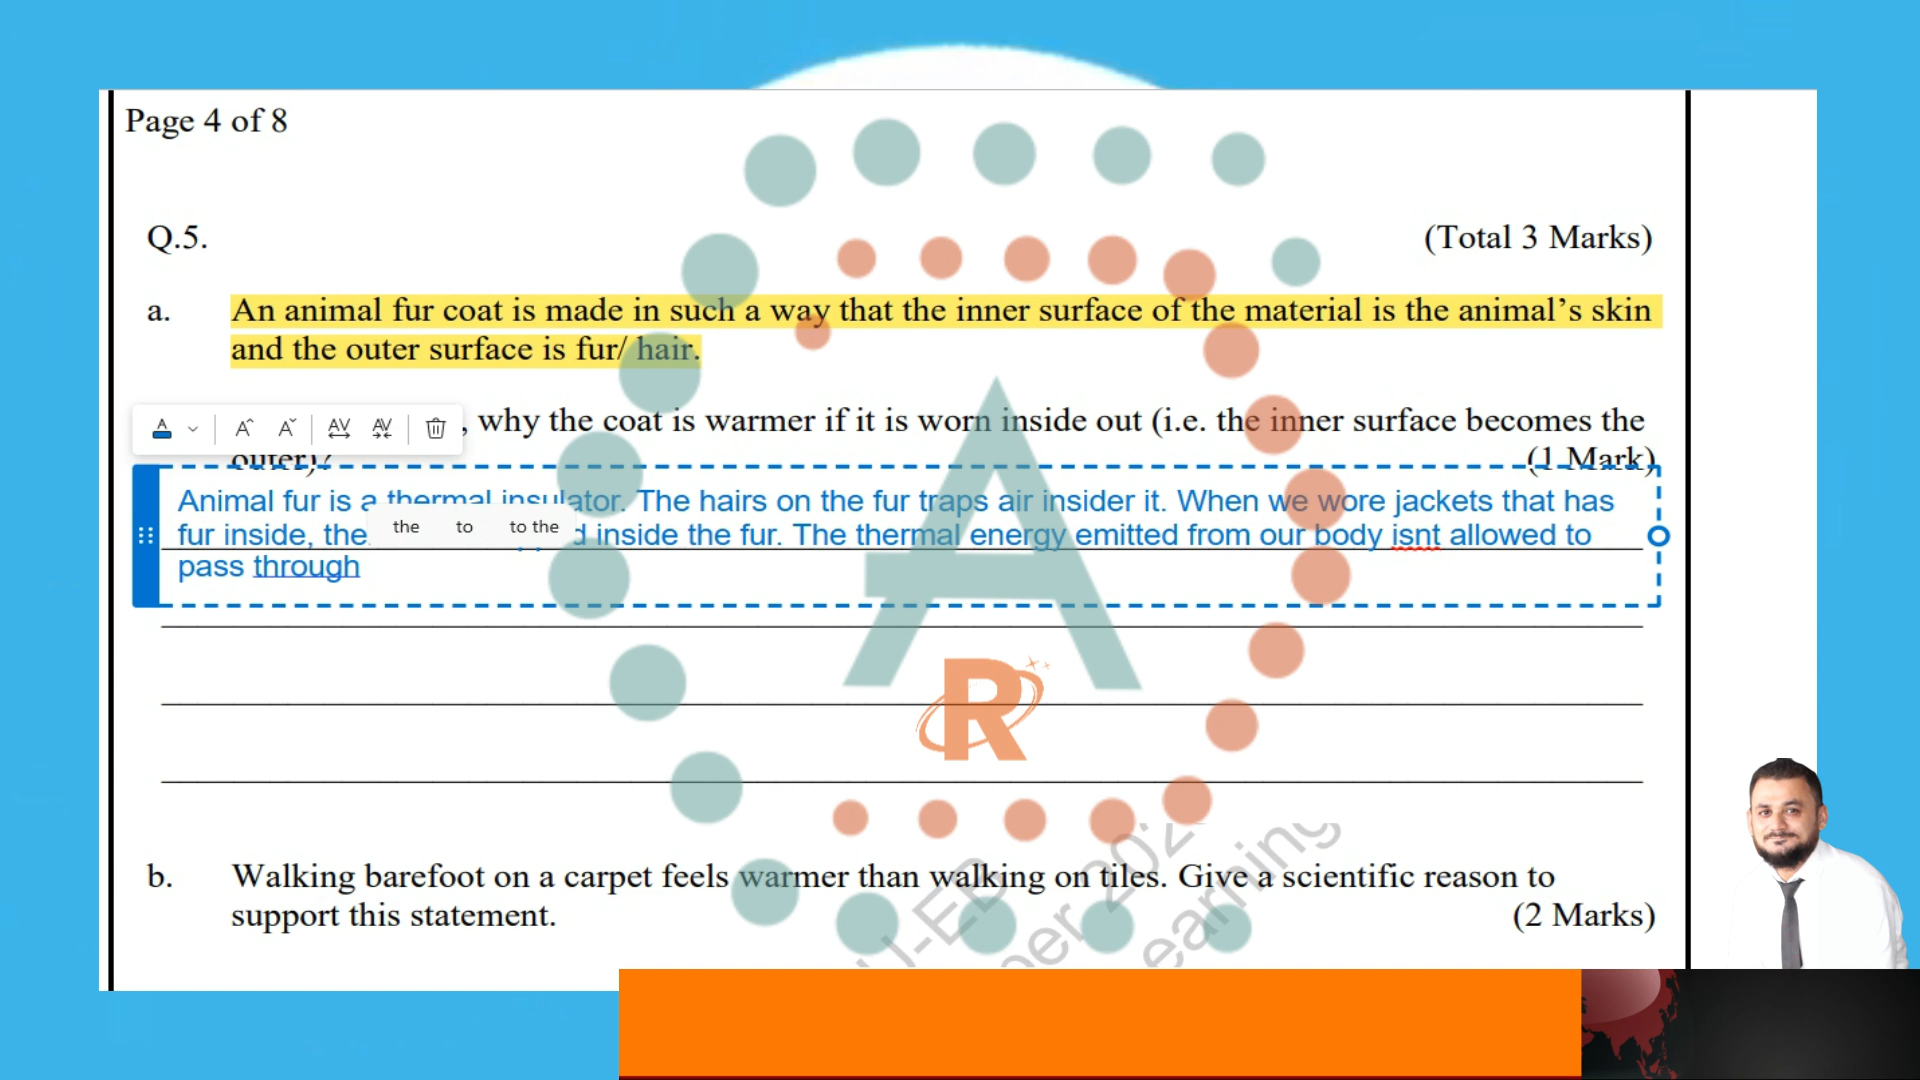 Page 4 of 8
Q.5.
(Total 3 Marks)
a. An animal fur coat is made in such a way that the inner surface of the material is the animal’s skin
and the outer surface is fur/ hair.
, why the coat is warmer if it is worn inside out (i.e. the inner surface becomes the
outer)?
(1 Mark)
Animal fur is a thermal insulator. The hairs on the fur traps air insider it. When we wore jackets that has
fur inside, the inside the fur. The thermal energy emitted from our body isnt allowed to
the to to the
pass through
A
R
b. Walking barefoot on a carpet feels warmer than walking on tiles. Give a scientific reason to
support this statement.
(2 Marks)